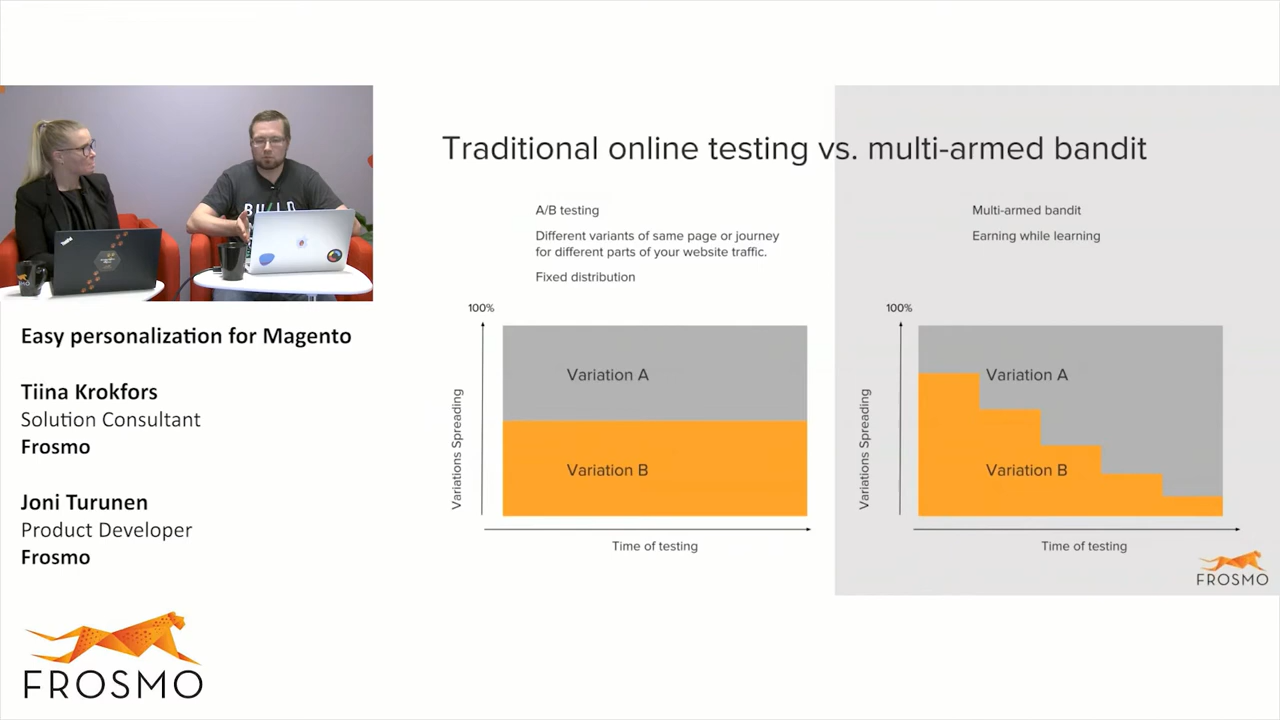 BUILD
FROSMO
Easy personalization for Magento
Tiina Krokfors
Solution Consultant
Frosmo
Joni Turunen
Product Developer
Frosmo
FROSMO
Traditional online testing vs. multi-armed bandit
A/B testing
Different variants of same page or journey
for different parts of your website traffic.
Fixed distribution
100%
Variations Spreading
Variation A
Variation B
Time of testing
Multi-armed bandit
Earning while learning
100%
Variations Spreading
Variation A
Variation B
Time of testing
FROSMO